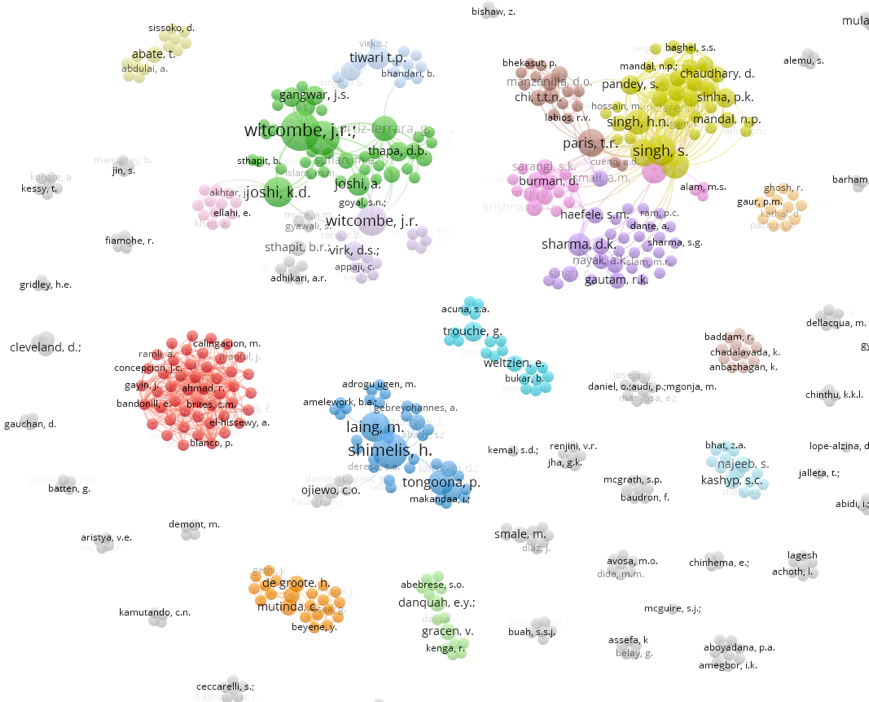 bishaw, z.
mula
sissoko, d.
abate, t.
abdulai, a.
virk s.;
tiwari t.p.
bhandari, b.
baghel, s.s.
bhekasut, p.
mandal, n.p.;
chaudhary, d.
alemu, s.
manzanilla, d.o.
pandey, s.
chi, t.t.n.
sinha, p.k.
gangwar, j.s.
hossain, m.
labios, r.v.
singh, h.n.
mandal, n.p.
witcombe, j.r.;
paris, t.r.
singh, s.
thapa, d.b.
sthapit, b.
jin, s.
cueno, d.
sarangi, s.k.
burman, d.
kessy, t.
akhtar,
joshi, k.d.
joshi, a.
alam, m.s.
ghosh, r.
barham,
goyal, s.n.;
gaur, p.m.
ellahi, e.
witcombe, j.r.
haefele, s.m.
ram, p.c.
gyawali, s.
dante, a.
fiamohe, r.
sthapit, b.r.;
virk, d.s.;
sharma, d.k.
sharma, s.g.
appaji, c.
nayak, a.k.
adhikari, a.r.
gautam, r.k.
gridley, h.e.
acuna, s.a.
trouche, g.
dellacqua, m.
baddam, r.
cleveland, d.;
calingacion, m.
chadalavada, k.
gy
concepcion, j.c.
weltzien, e.
anbazhagan, k.
gayin, j.
ahmad, r.
adrogu ugen, m.
bukar, b.
joseph, k.
daniel, o.;audi, p.;mgonja, m.
manyasa, e.;
chinthu, k.k.l.
bandonill, e.
brites, c.m.
amelework, b.a.;
gebreyohannes, a.
gauchan, d.
el-hissewy, a.
laing, m.
blanco, p.
shimelis, h.
kemal, s.d.;
renjini, v.r.
jha, g.k.
bhat, z.a.
najeeb, s.
lope-alzina, d
jalleta, t.;
batten, g.
ojiewo, c.o.
tongoona, p.
makandaa, i.;
mcgrath, s.p.
baudron, f.
kashyp, s.c.
abidi, i.;
demont, m.
aristya, v.e.
smale, m.
diaz, j.
avosa, m.o.
dida, m.m.
chinhema, e.;
lagesh
achoth, l.
de groote, h.
mutinda, c.
beyene, y.
abebrese, s.o.
danquah, e.y.;
gracen, v.
kenga, r.
kamutando, c.n.
buah, s.s.j.
mcguire, s.j.;
assefa, k
belay, g.
aboyadana, p.a.
amegbor, i.k.
ceccarelli, s.;